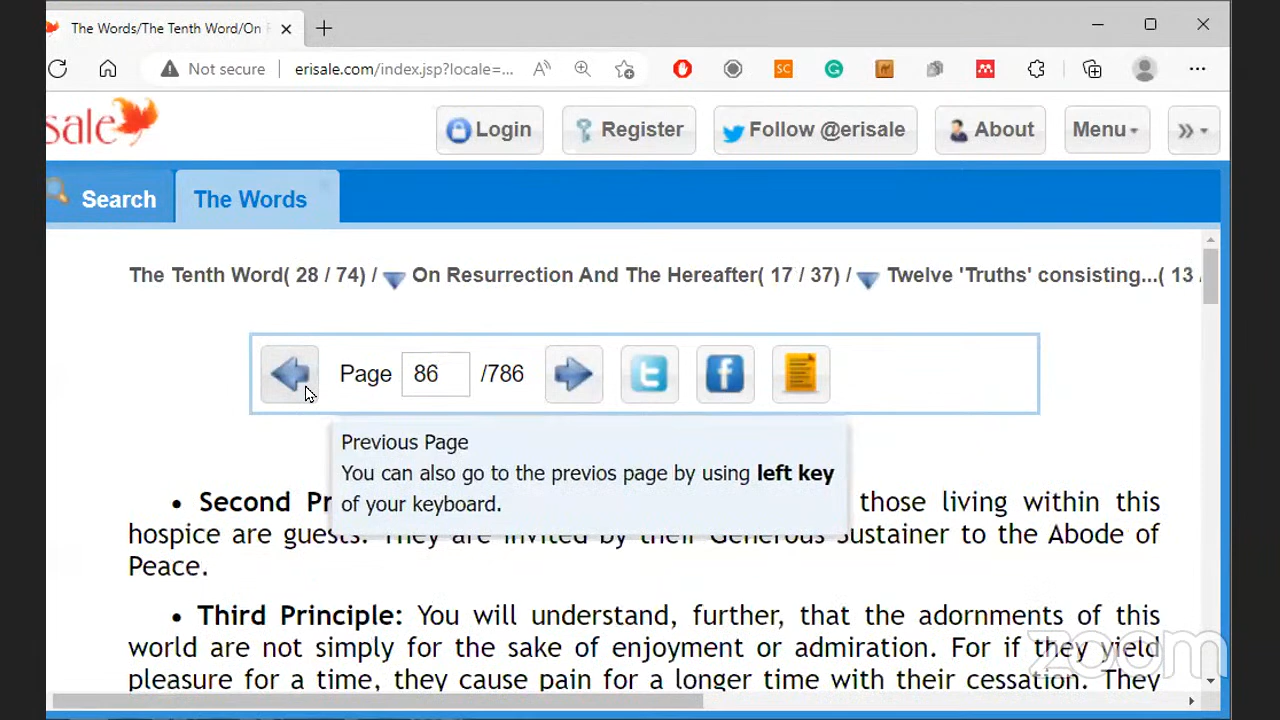 The Words/The Tenth Word/On
Not secure erisale.com/index.jsp?locale=...
sale Login Register Follow @erisale About Menu »
Search The Words
The Tenth Word( 28 / 74) / On Resurrection And The Hereafter( 17 / 37) / Twelve 'Truths' consisting...( 13
Page 86 /786
Previous Page
You can also go to the previos page by using left key
of your keyboard.
• Second Pr those living within this
hospice are guests. They are invited by their Generous Sustainer to the Abode of
Peace.
• Third Principle: You will understand, further, that the adornments of this
world are not simply for the sake of enjoyment or admiration. For if they yield
pleasure for a time, they cause pain for a longer time with their cessation. They
zoom